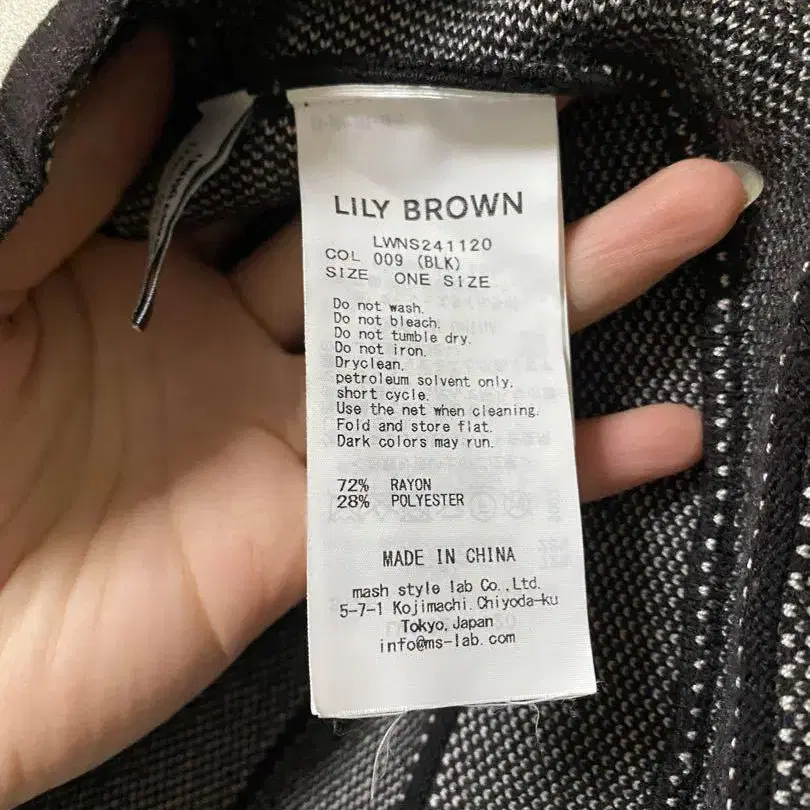 LILY BROWN
LWNS241120
COL 009 (BLK)
SIZE ONE SIZE
Do not wash.
Do not bleach.
Do not tumble dry.
Do not iron.
Dryclean.
petroleum solvent only.
short cycle.
Use the net when cleaning.
Fold and store flat.
Dark colors may run.
72% RAYON
28% POLYESTER
MADE IN CHINA
mash style lab Co.,Ltd.
5-7-1 Kojimachi.Chiyoda-ku
Tokyo,Japan
info@ms-lab.com